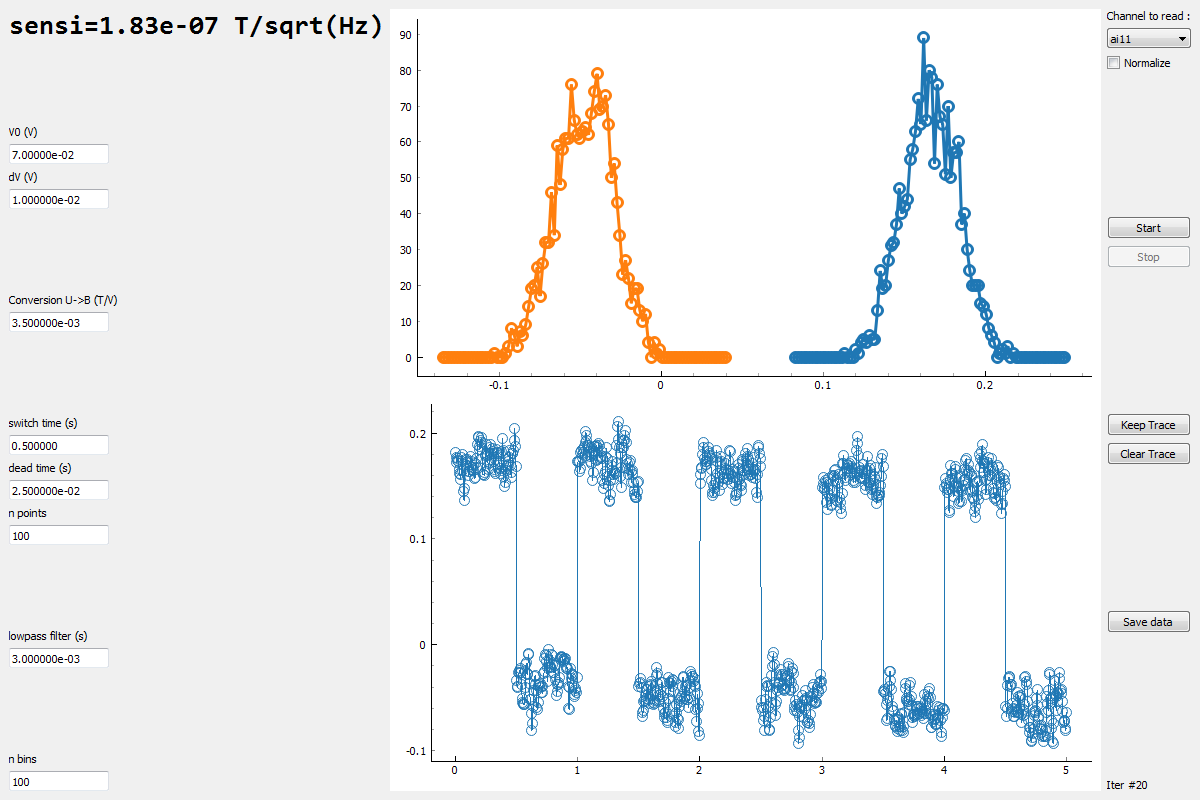 sensi=1.83e-07 T/sqrt(Hz)
V0 (V)
7.00000e-02
dV (V)
1.000000e-02
Conversion U->B (T/V)
3.500000e-03
switch time (s)
0.500000
dead time (s)
2.500000e-02
n points
100
lowpass filter (s)
3.000000e-03
n bins
100
90
80
70
60
50
40
30
20
10
0
-0.1 0 0.1 0.2
0.2
0.1
0
-0.1
0 1 2 3 4 5
Channel to read :
ai11
Normalize
Start
Stop
Keep Trace
Clear Trace
Save data
Iter #20